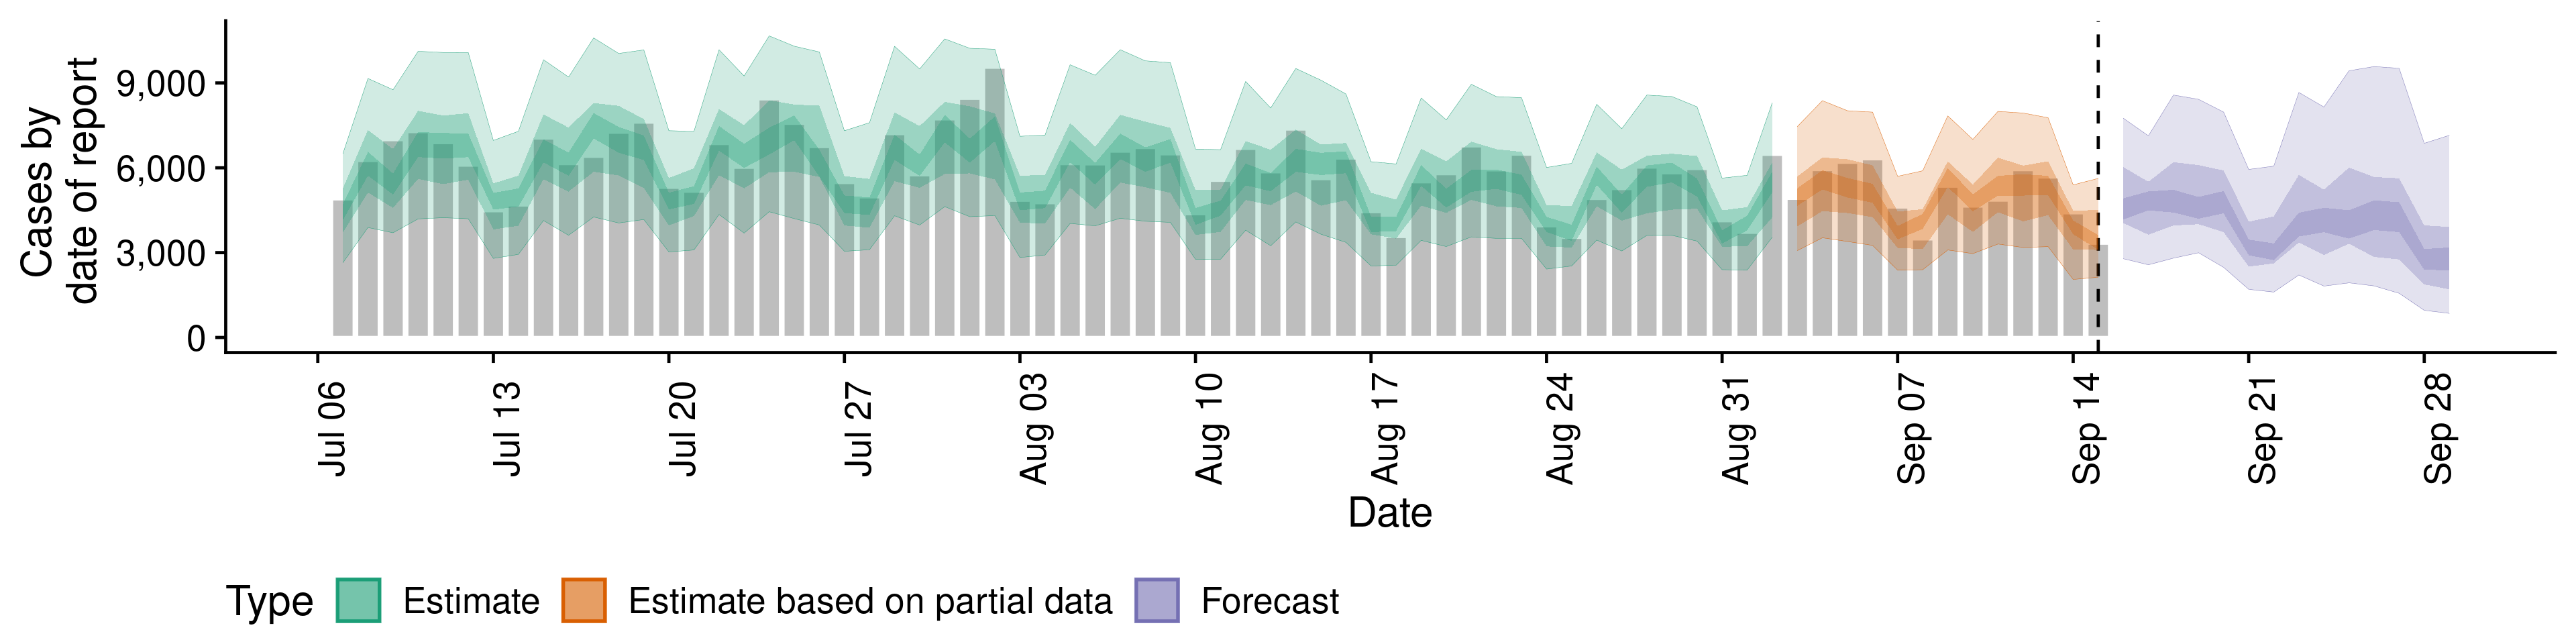 Cases by
date of report
9,000
6,000
3,000
0
Jul 06
Jul 13
Jul 20
Jul 27
Aug 03
Aug 10
Aug 17
Aug 24
Aug 31
Sep 07
Sep 14
Sep 21
Sep 28
Date
Type
Estimate
Estimate based on partial data
Forecast